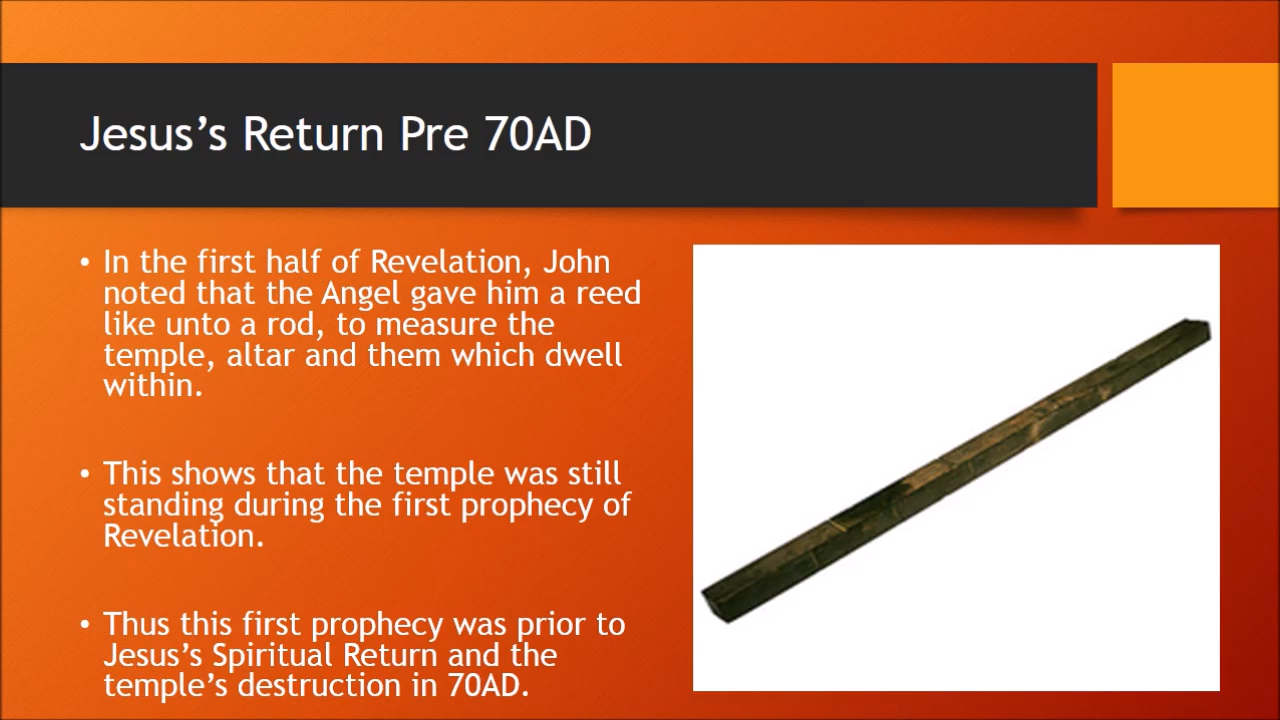 Jesus’s Return Pre 70AD
• In the first half of Revelation, John
noted that the Angel gave him a reed
like unto a rod, to measure the
temple, altar and them which dwell
within.
• This shows that the temple was still
standing during the first prophecy of
Revelation.
• Thus this first prophecy was prior to
Jesus’s Spiritual Return and the
temple’s destruction in 70AD.